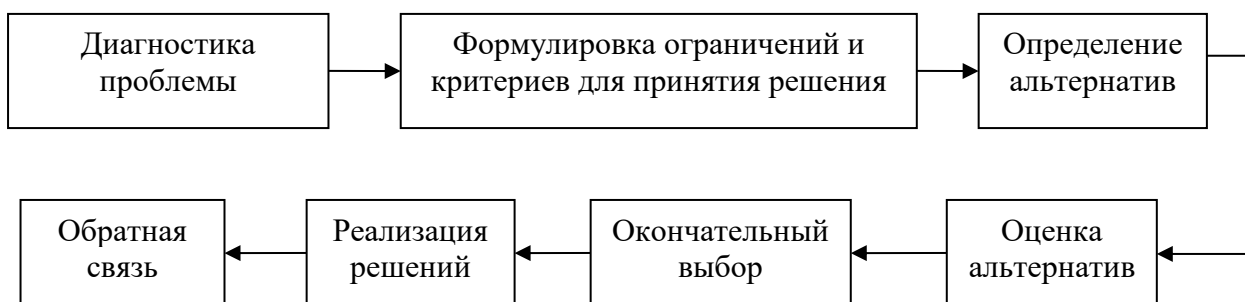 Диагностика
проблемы
Формулировка ограничений и
критериев для принятия решения
Определение
альтернатив
Оценка
альтернатив
Окончательный
выбор
Реализация
решений
Обратная
связь